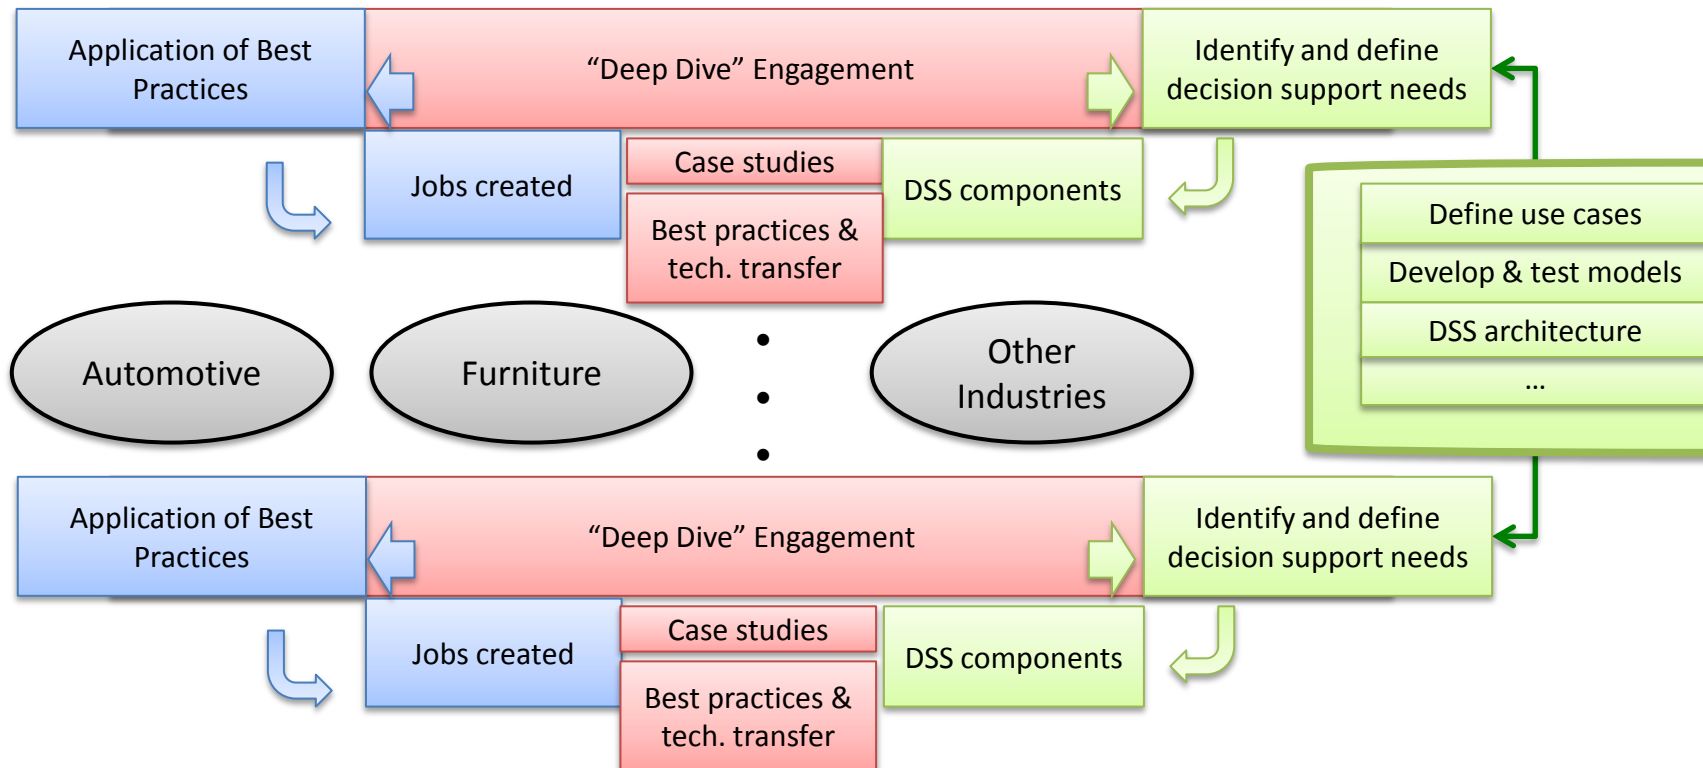 Application of Best
Practices
“Deep Dive” Engagement
Identify and define
decision support needs
Jobs created
Case studies
Best practices &
tech. transfer
DSS components
Define use cases
Develop & test models
DSS architecture
...
Automotive
Furniture
Other
Industries
Application of Best
Practices
“Deep Dive” Engagement
Identify and define
decision support needs
Jobs created
Case studies
Best practices &
tech. transfer
DSS components